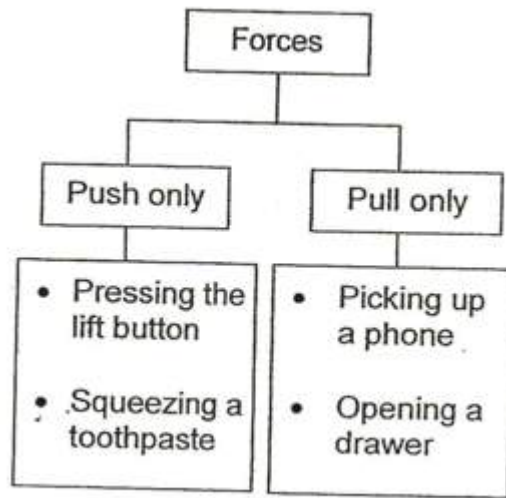 Forces
Push only
Pull only
• Pressing the
lift button
• Squeezing a
toothpaste
• Picking up
a phone
• Opening a
drawer